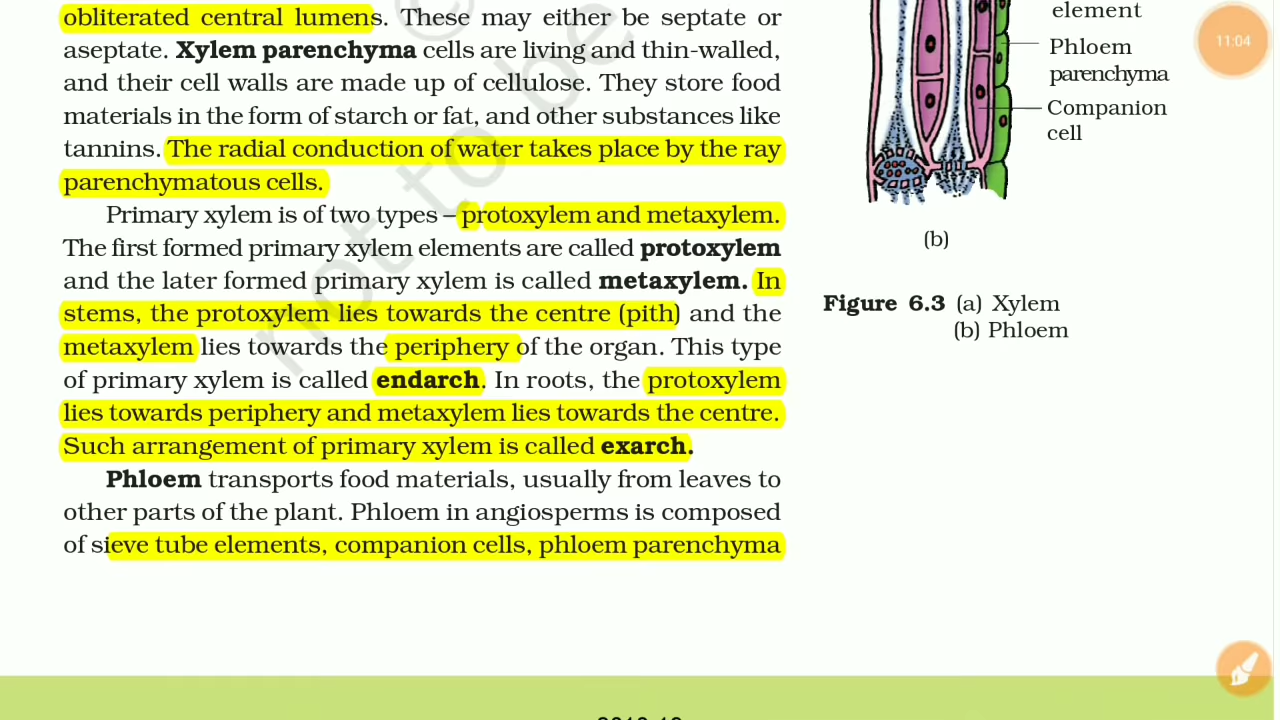 obliterated central lumens. These may either be septate or
aseptate. Xylem parenchyma cells are living and thin-walled,
and their cell walls are made up of cellulose. They store food
materials in the form of starch or fat, and other substances like
tannins. The radial conduction of water takes place by the ray
parenchymatous cells.
Primary xylem is of two types – protoxylem and metaxylem.
The first formed primary xylem elements are called protoxylem
and the later formed primary xylem is called metaxylem. In
stems, the protoxylem lies towards the centre (pith) and the
metaxylem lies towards the periphery of the organ. This type
of primary xylem is called endarch. In roots, the protoxylem
lies towards periphery and metaxylem lies towards the centre.
Such arrangement of primary xylem is called exarch.
Phloem transports food materials, usually from leaves to
other parts of the plant. Phloem in angiosperms is composed
of sieve tube elements, companion cells, phloem parenchyma
element
Phloem
parenchyma
Companion
cell
(b)
Figure 6.3 (a) Xylem
(b) Phloem
11:04
not to be